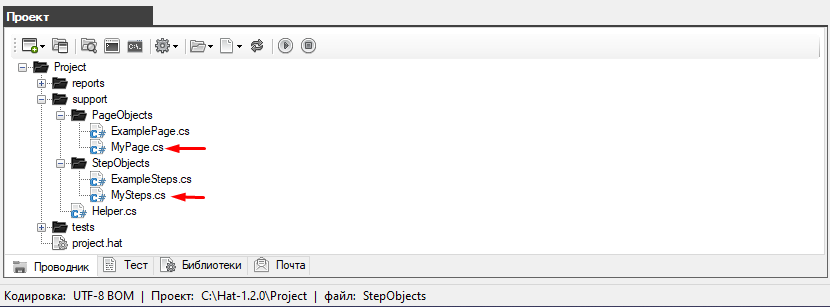 Проект
Project
reports
support
PageObjects
ExamplePage.cs
MyPage.cs
StepObjects
ExampleSteps.cs
MySteps.cs
Helper.cs
tests
project.hat
Проводник Тест Библиотеки Почта
Кодировка: UTF-8 BOM | Проект: C:\Hat-1.2.0\Project | файл: StepObjects